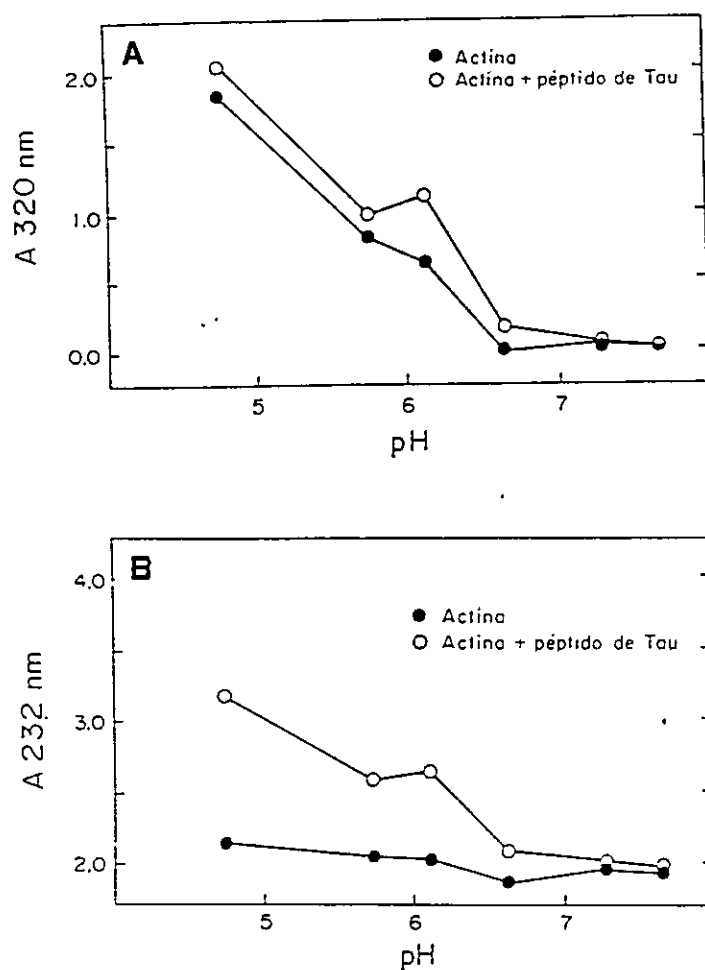 A
● Actina
○ Actina + péptido de Tau
2.0
1.0
0.0
A 320 nm
5 6 7
pH
B
● Actina
○ Actina + péptido de Tau
4.0
3.0
2.0
A 232 nm
5 6 7
pH